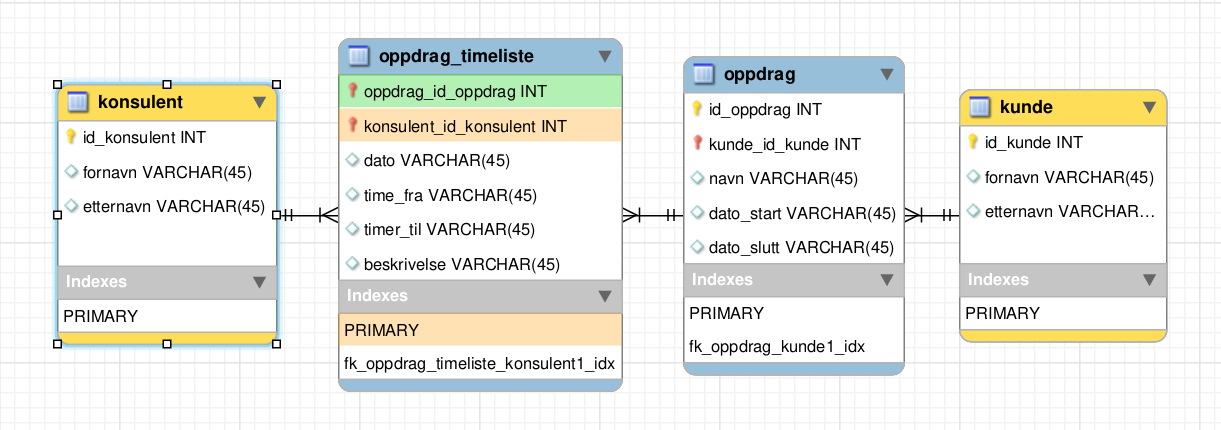 konsulent
id_konsulent INT
fornavn VARCHAR(45)
etternavn VARCHAR(45)
Indexes
PRIMARY
oppdrag_timeliste
oppdrag_id_oppdrag INT
konsulent_id_konsulent INT
dato VARCHAR(45)
time_fra VARCHAR(45)
timer_til VARCHAR(45)
beskrivelse VARCHAR(45)
Indexes
PRIMARY
fk_oppdrag_timeliste_konsulent1_idx
oppdrag
id_oppdrag INT
kunde_id_kunde INT
navn VARCHAR(45)
dato_start VARCHAR(45)
dato_slutt VARCHAR(45)
Indexes
PRIMARY
fk_oppdrag_kunde1_idx
kunde
id_kunde INT
fornavn VARCHAR(45)
etternavn VARCHAR...
Indexes
PRIMARY